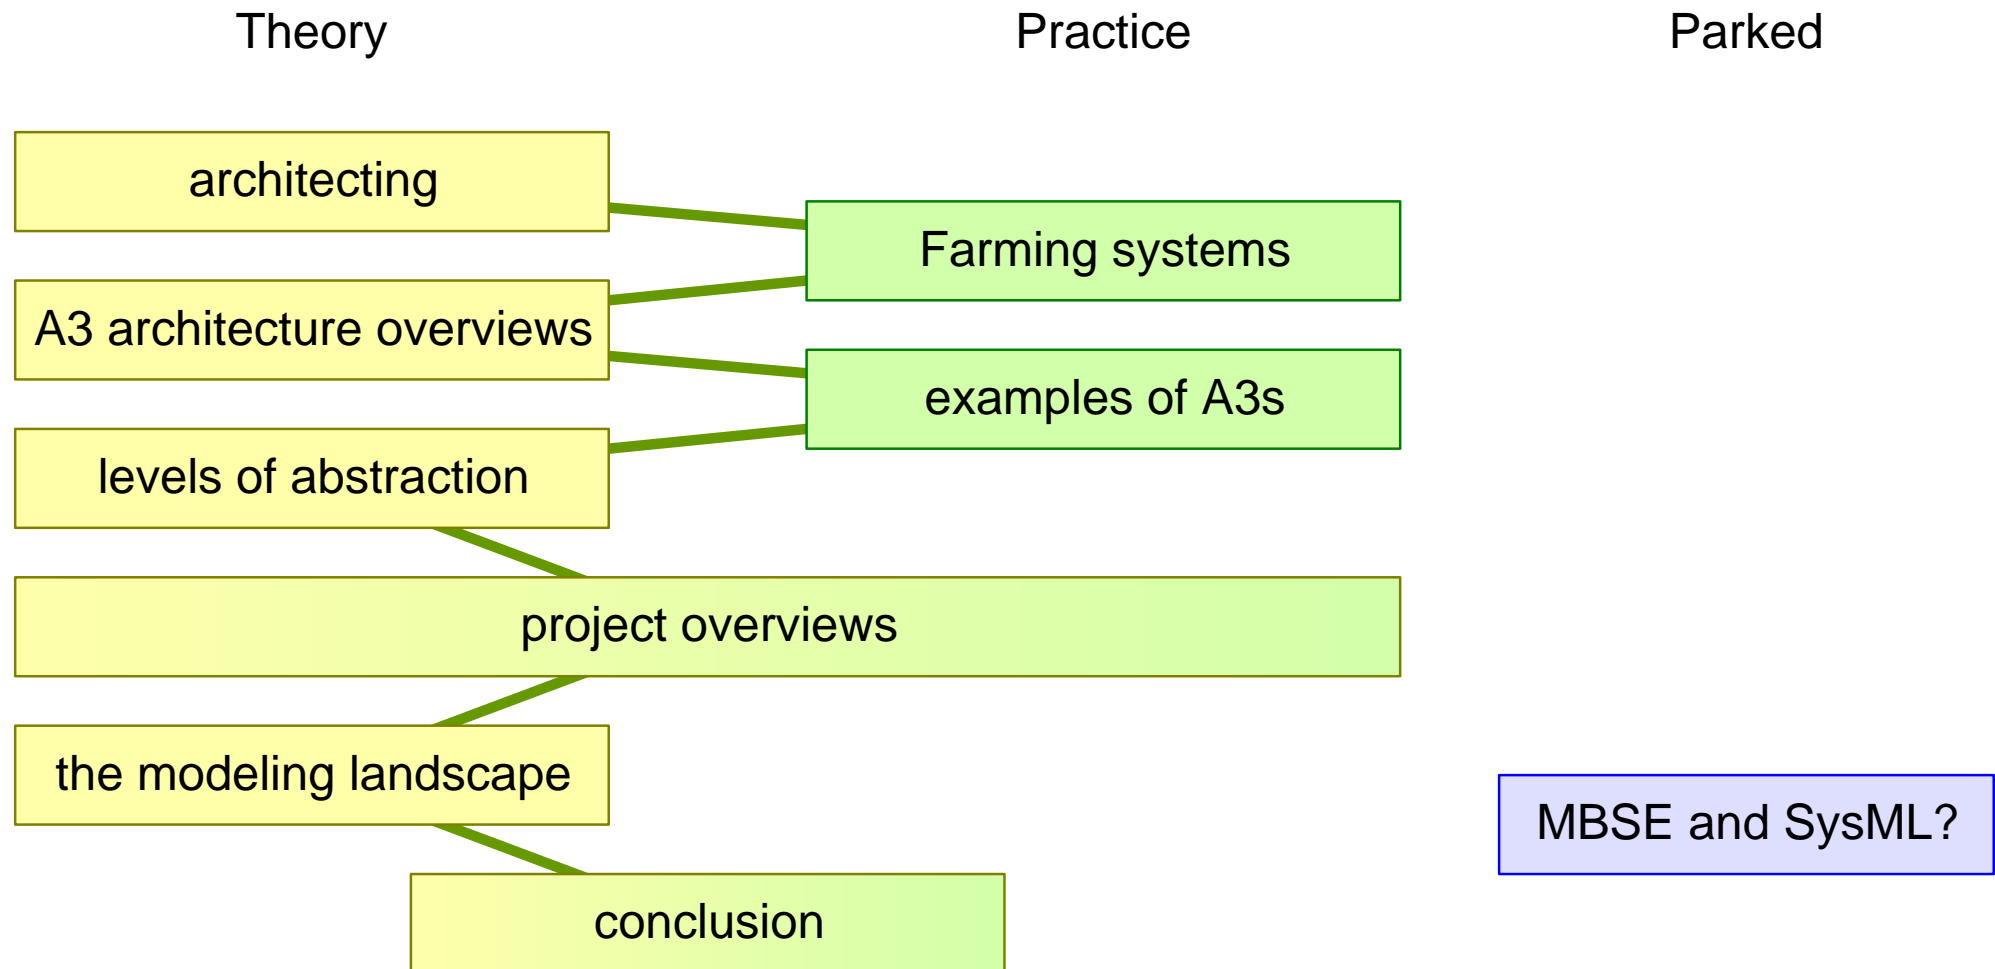 Theory
Practice
Parked
architecting
Farming systems
A3 architecture overviews
examples of A3s
levels of abstraction
project overviews
the modeling landscape
MBSE and SysML?
conclusion